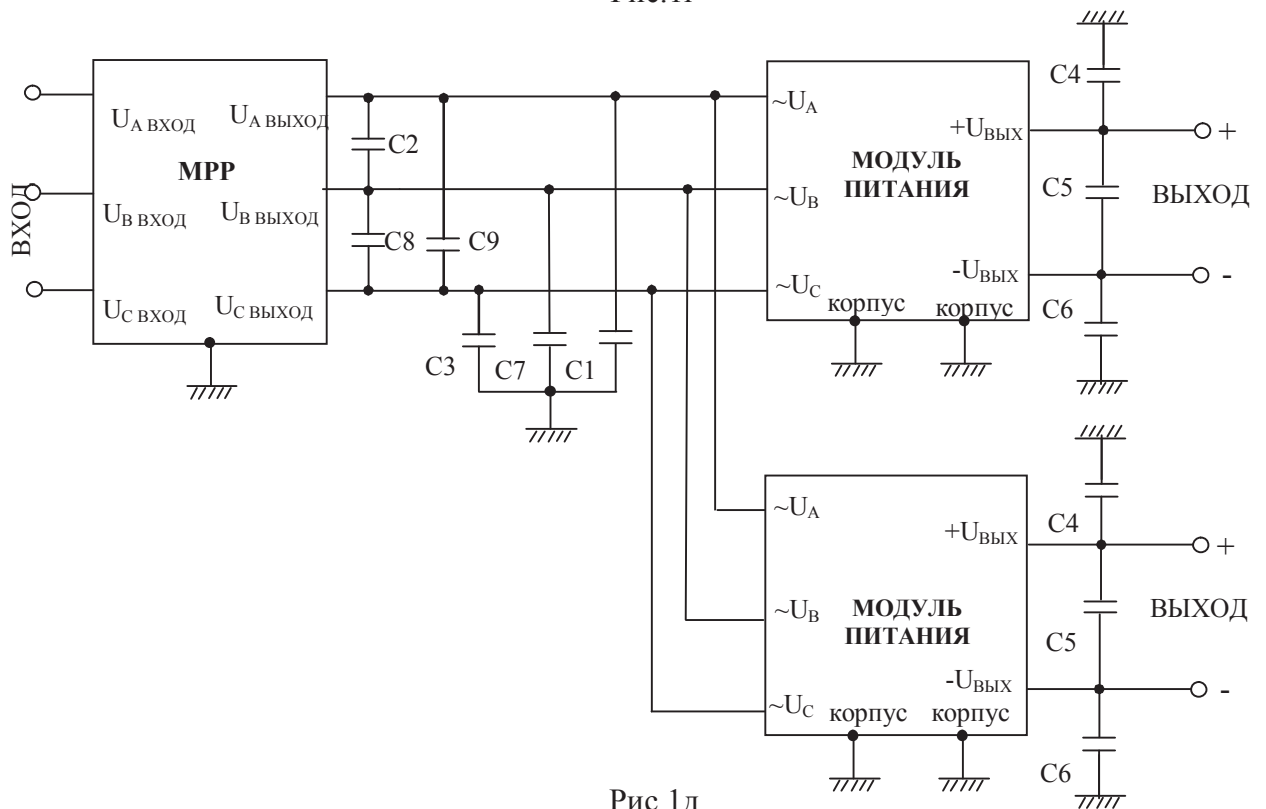 C4
U_A ВХОД
U_A ВЫХОД
~U_A
+U_ВЫХ
+
МРР
C2
МОДУЛЬ
ПИТАНИЯ
C5
ВЫХОД
ВХОД
U_B ВХОД
U_B ВЫХОД
~U_B
C8
C9
-U_ВЫХ
-
U_C ВХОД
U_C ВЫХОД
~U_C
корпус
корпус
C6
C3
C7
C1
~U_A
C4
+U_ВЫХ
+
~U_B
МОДУЛЬ
ПИТАНИЯ
ВЫХОД
C5
-U_ВЫХ
-
~U_C
корпус
корпус
C6
Рис 1д